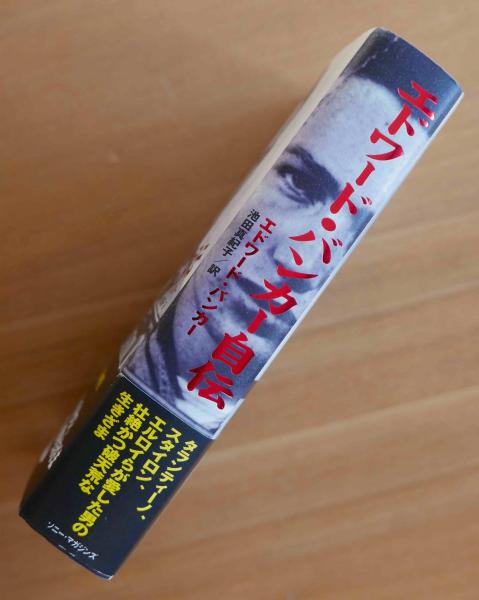 エドワード・バンカー自伝
エドワード・バンカー
池田真紀子/訳
タランティーノ、
スタイロン、
エルロイらが愛した男の
壮絶かつ破天荒な
生きざま
ソニー・マガジンズ